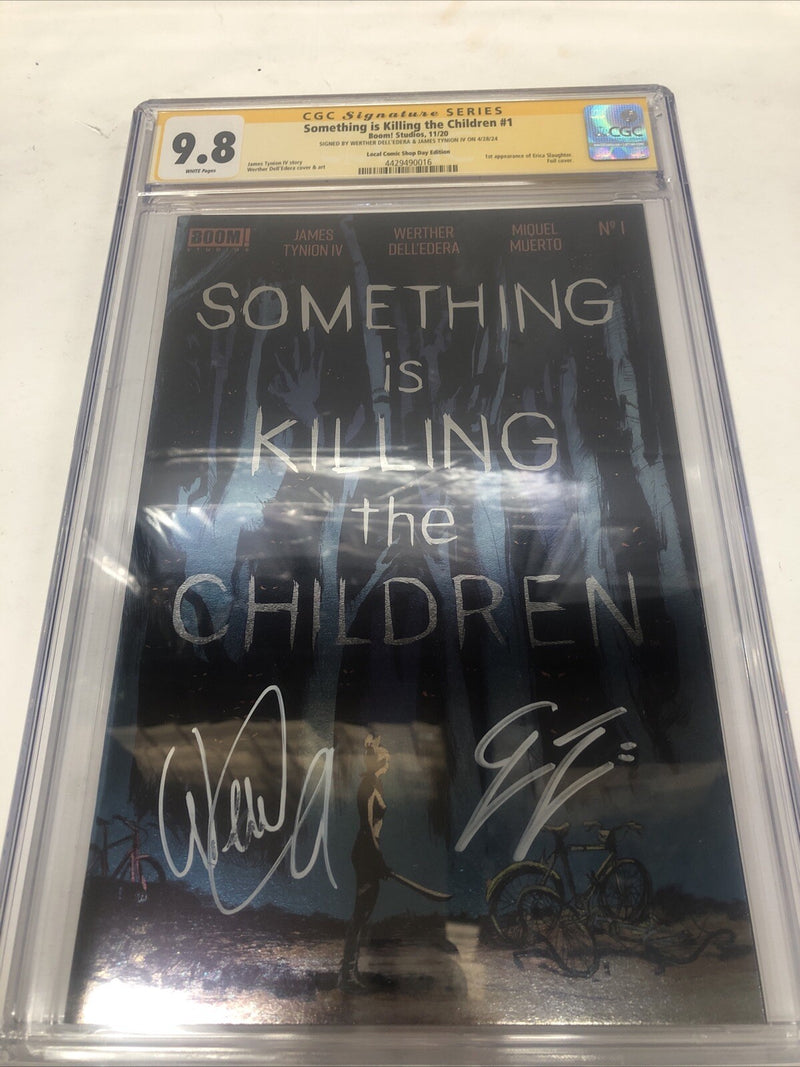 CGC Signature SERIES
Something is Killing the Children #1
Boom! Studios, 11/20
SIGNED BY WERTHER DELL'EDERA & JAMES TYNION IV ON 4/28/24
Local Comic Shop Day Edition
4429490016
9.8
WHITE Pages
James Tynion IV story
Werther Dell'Edera cover & art
1st appearance of Erica Slaughter.
Foil cover.
CGC
BOOM!
STUDIOS
JAMES
TYNION IV
WERTHER
DELL'EDERA
MIQUEL
MUERTO
Nº 1
SOMETHING
is
KILLING
the
CHILDREN